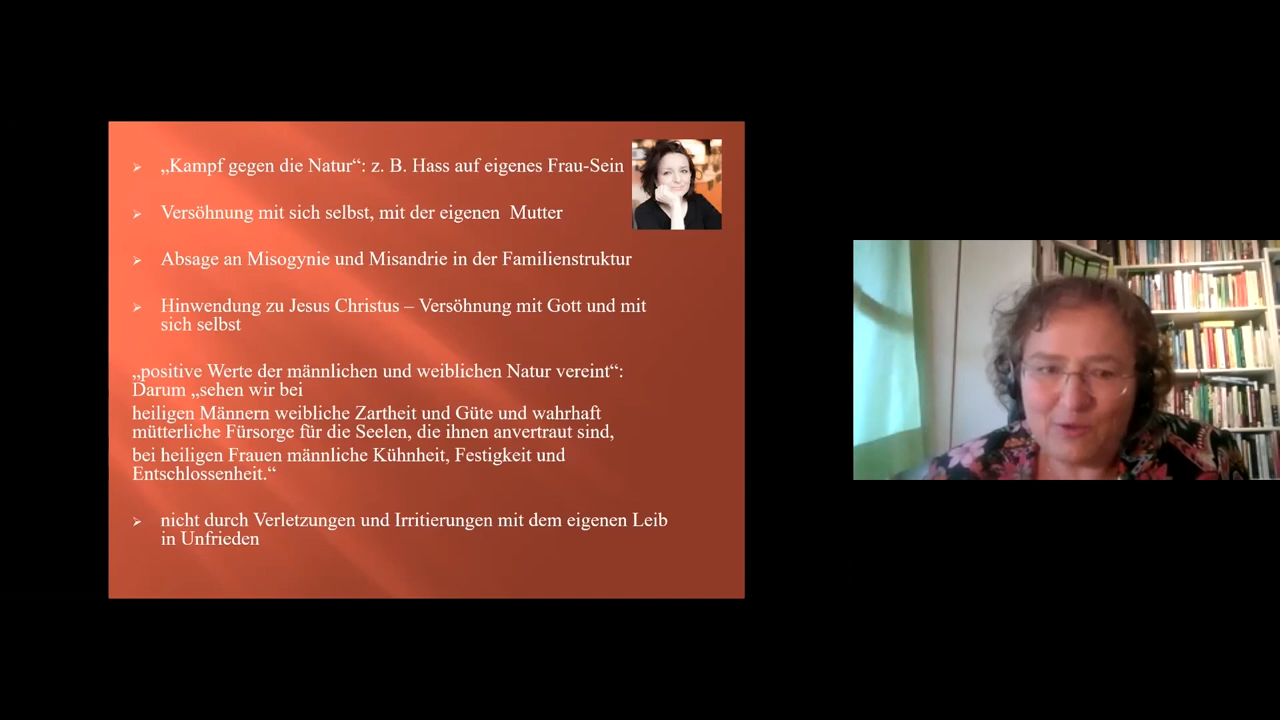 „Kampf gegen die Natur“: z. B. Hass auf eigenes Frau-Sein
Versöhnung mit sich selbst, mit der eigenen  Mutter
Absage an Misogynie und Misandrie in der Familienstruktur
Hinwendung zu Jesus Christus – Versöhnung mit Gott und mit
sich selbst
„positive Werte der männlichen und weiblichen Natur vereint“:
Darum „sehen wir bei
heiligen Männern weibliche Zartheit und Güte und wahrhaft
mütterliche Fürsorge für die Seelen, die ihnen anvertraut sind,
bei heiligen Frauen männliche Kühnheit, Festigkeit und
Entschlossenheit.“
nicht durch Verletzungen und Irritierungen mit dem eigenen Leib
in Unfrieden